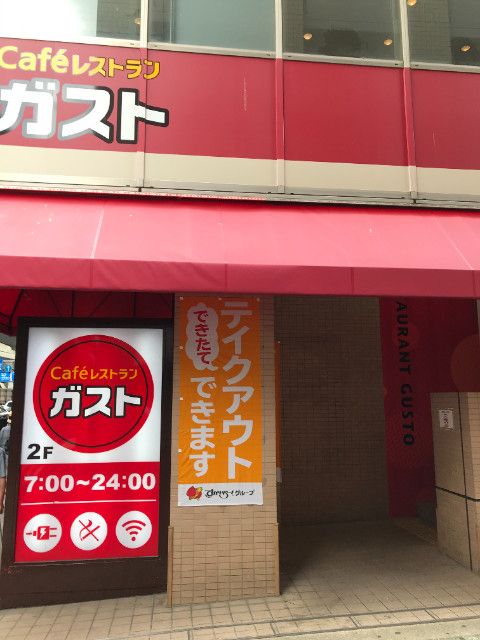 Caféレストラン
ガスト
Caféレストラン
ガスト
2F
7:00~24:00
テイクアウト
できたて
できます
すかいらーくグループ
AURANT GUSTO